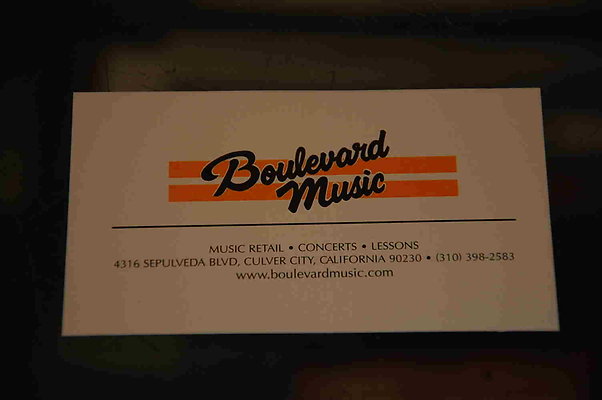 Boulevard
Music
MUSIC RETAIL • CONCERTS • LESSONS
4316 SEPULVEDA BLVD, CULVER CITY, CALIFORNIA 90230 • (310) 398-2583
www.boulevardmusic.com